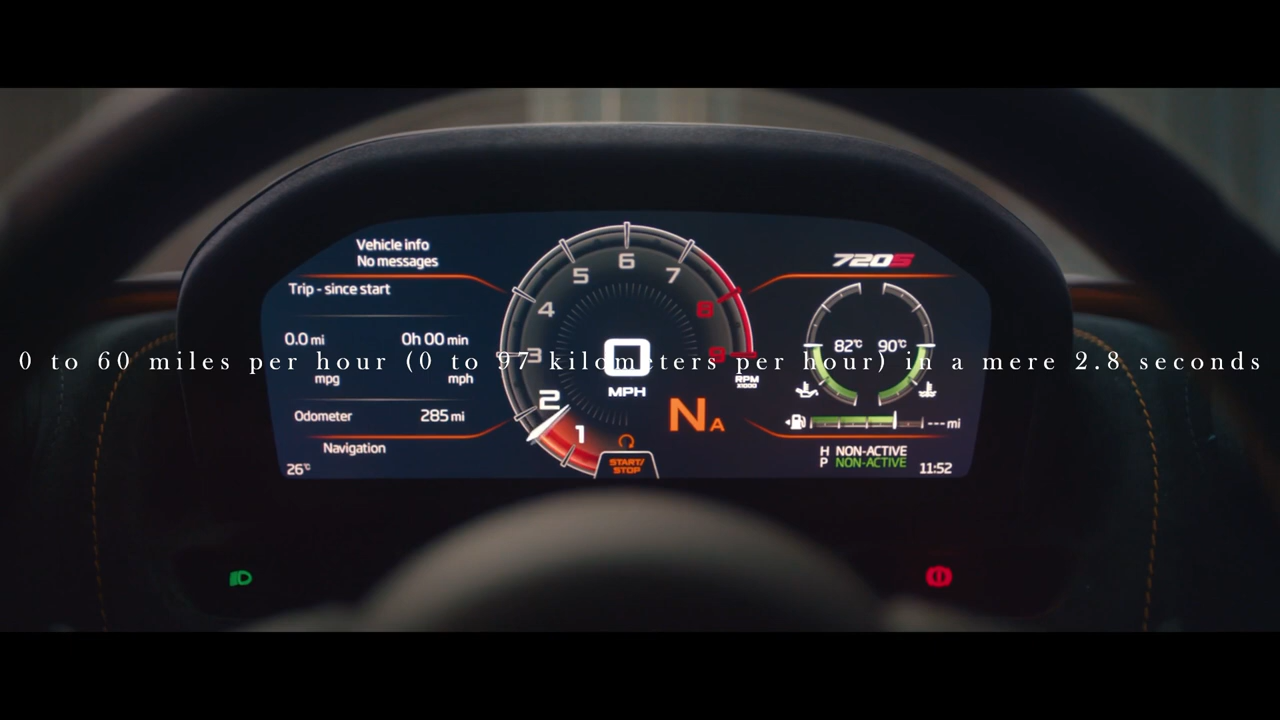 Vehicle info
No messages
Trip - since start
0.0 mi 0h 00 min
mpg mph
Odometer 285 mi
Navigation
26°C
1 2 3 4 5 6 7 8 9
RPM
x1000
0
MPH
NA
START/
STOP
720S
82°C 90°C
--- mi
H NON-ACTIVE
P NON-ACTIVE
11:52
0 to 60 miles per hour (0 to 97 kilometers per hour) in a mere 2.8 seconds